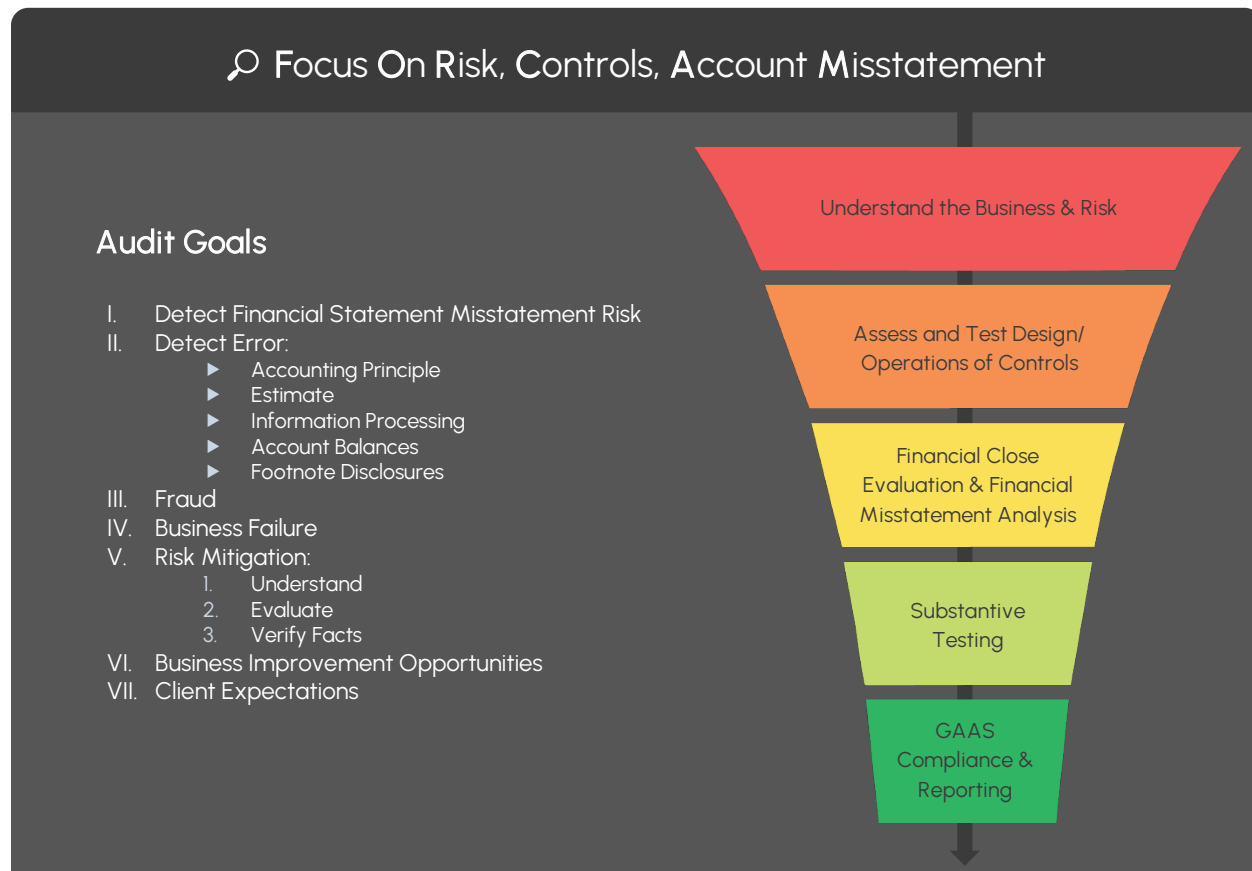 Focus On Risk, Controls, Account Misstatement
Audit Goals
I. Detect Financial Statement Misstatement Risk
II. Detect Error:
Accounting Principle
Estimate
Information Processing
Account Balances
Footnote Disclosures
III. Fraud
IV. Business Failure
V. Risk Mitigation:
1. Understand
2. Evaluate
3. Verify Facts
VI. Business Improvement Opportunities
VII. Client Expectations
Understand the Business & Risk
Assess and Test Design/
Operations of Controls
Financial Close
Evaluation & Financial
Misstatement Analysis
Substantive
Testing
GAAS
Compliance &
Reporting